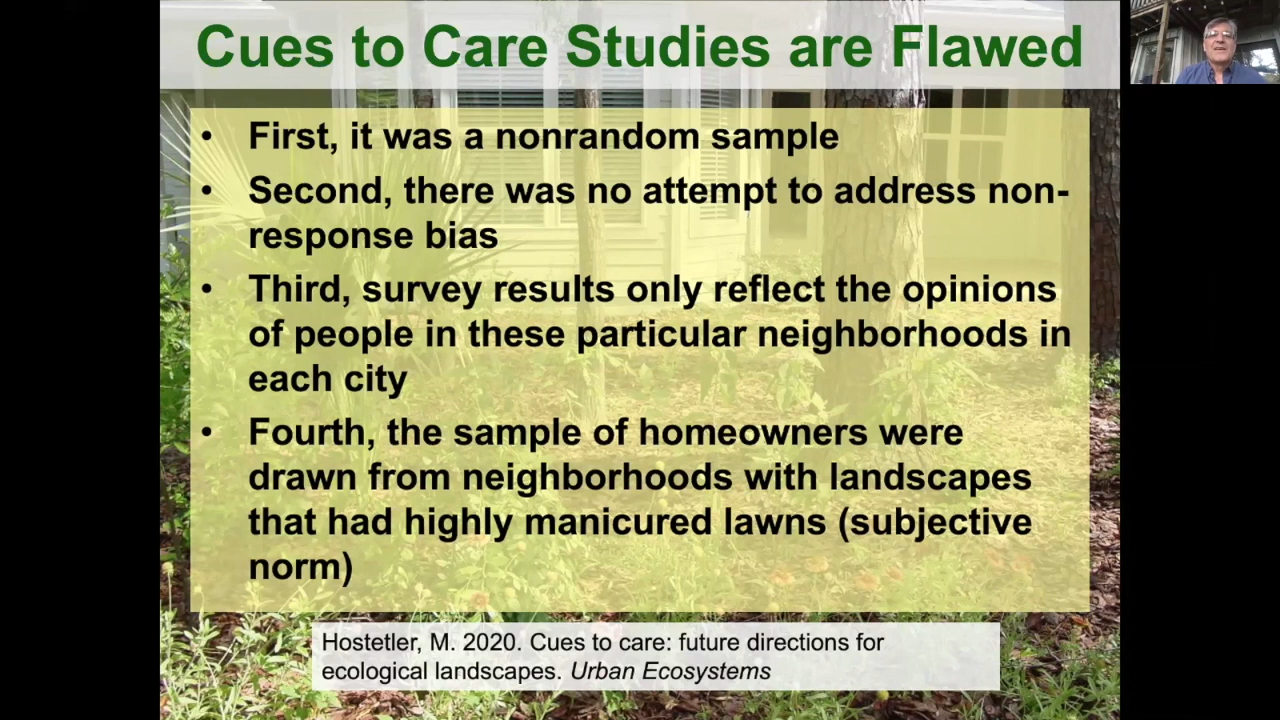 Cues to Care Studies are Flawed
• First, it was a nonrandom sample
• Second, there was no attempt to address non-
response bias
• Third, survey results only reflect the opinions
of people in these particular neighborhoods in
each city
• Fourth, the sample of homeowners were
drawn from neighborhoods with landscapes
that had highly manicured lawns (subjective
norm)
Hostetler, M. 2020. Cues to care: future directions for
ecological landscapes. Urban Ecosystems